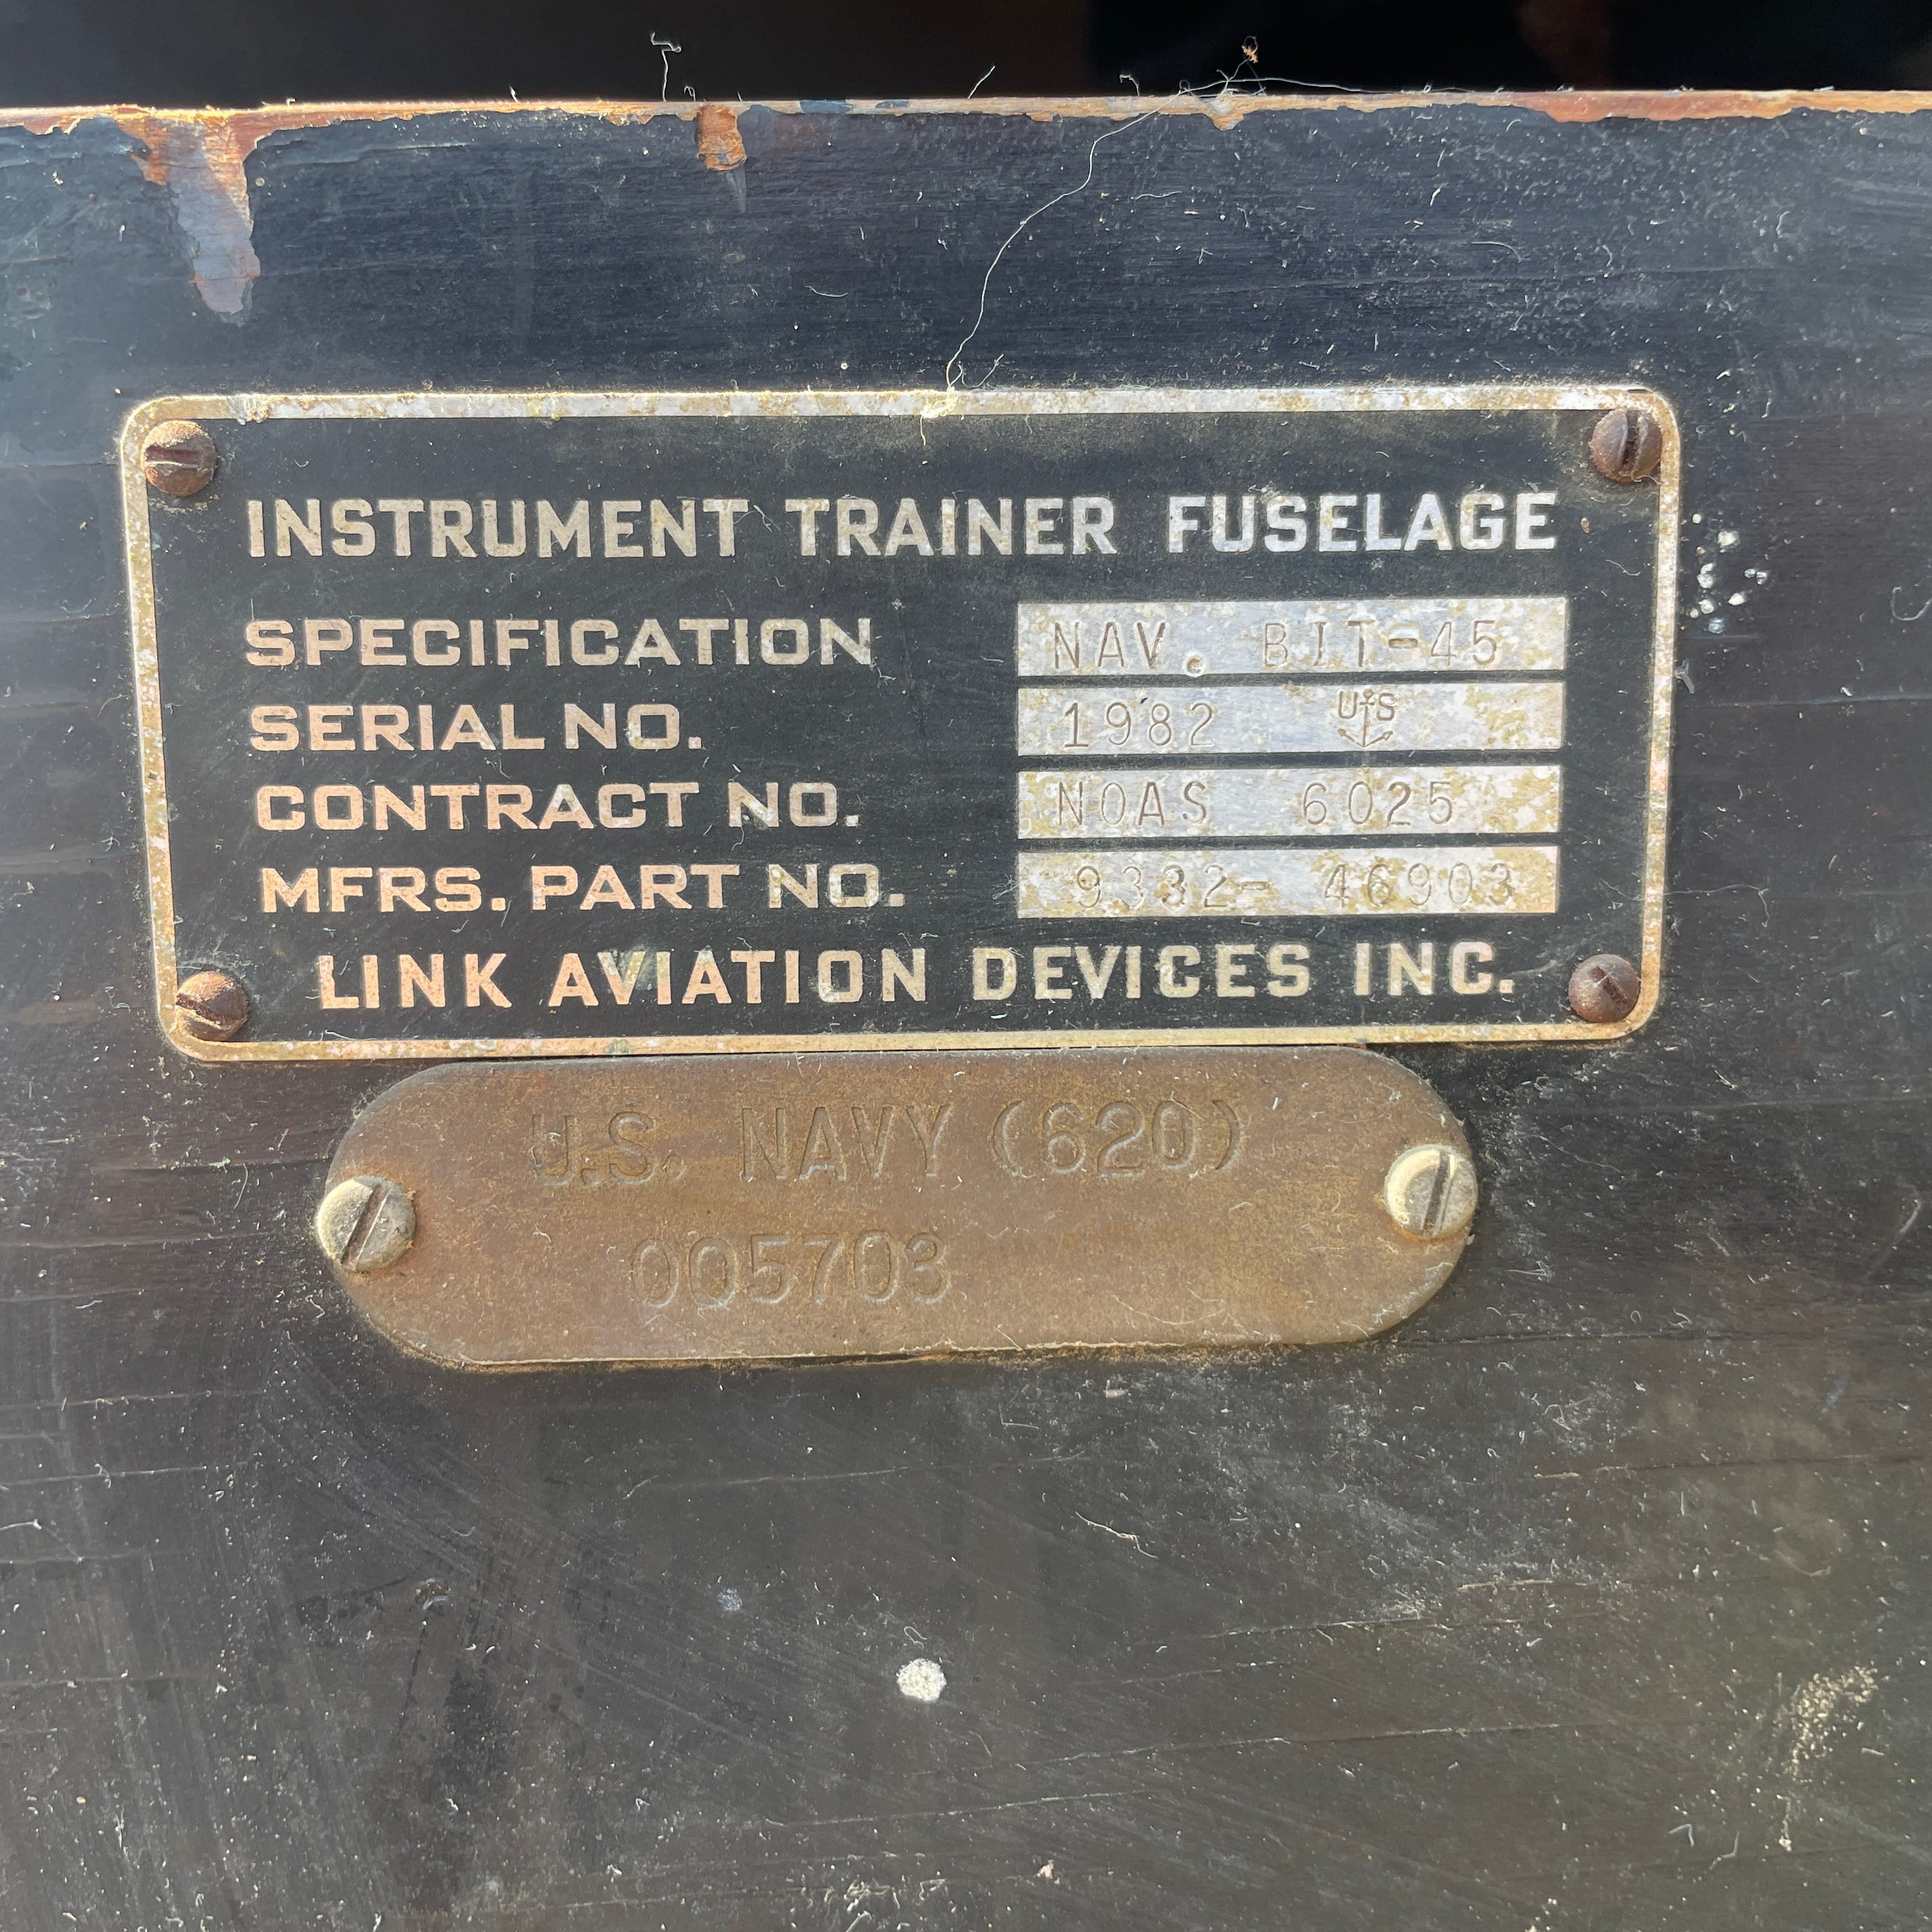 INSTRUMENT TRAINER FUSELAGE
SPECIFICATION NAV. BIT-45
SERIAL NO. 1982 US
CONTRACT NO. NOAS 6025
MFRS. PART NO. 9332- 46903
LINK AVIATION DEVICES INC.
U.S. NAVY (620)
005703